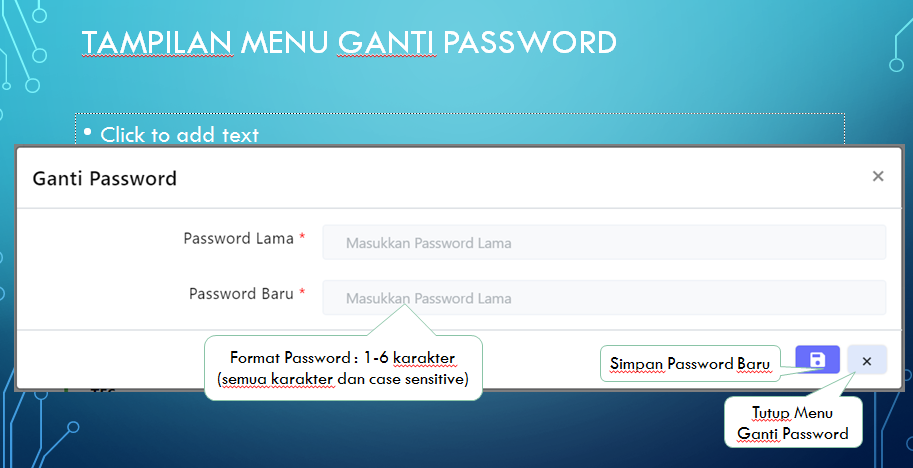 TAMPILAN MENU GANTI PASSWORD
• Click to add text
Ganti Password ×
Password Lama * Masukkan Password Lama
Password Baru * Masukkan Password Lama
Format Password : 1-6 karakter
(semua karakter dan case sensitive)
Simpan Password Baru
×
Tutup Menu
Ganti Password